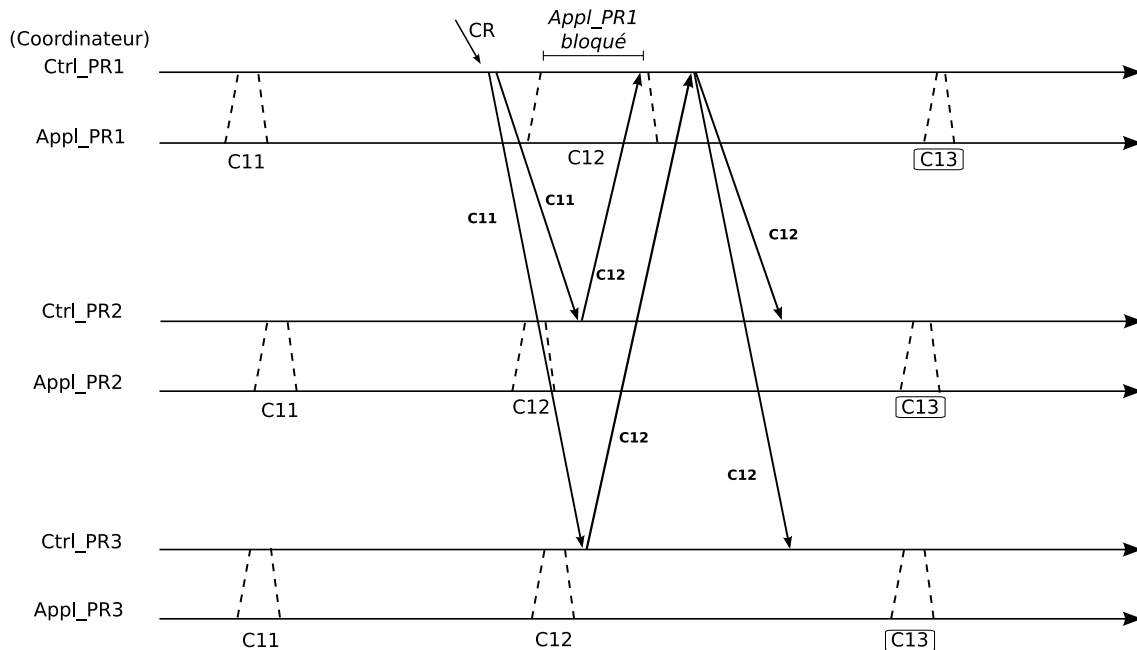 Appl_PR1
bloqué
CR
(Coordinateur)
Ctrl_PR1
Appl_PR1
C11
C12
C13
C11
C11
C12
C12
Ctrl_PR2
Appl_PR2
C11
C12
C13
C12
C12
Ctrl_PR3
Appl_PR3
C11
C12
C13